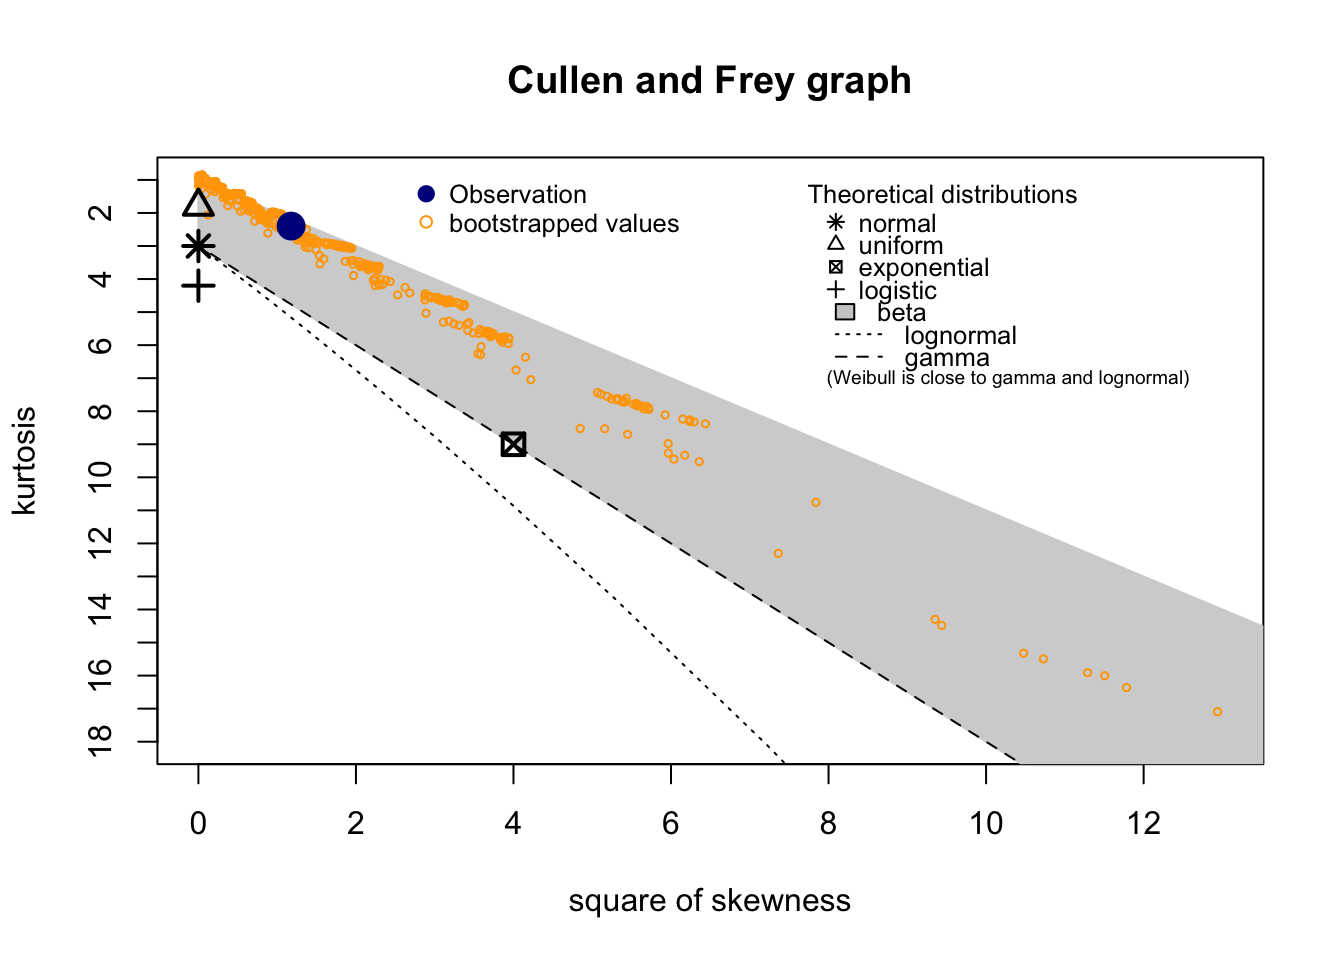 Cullen and Frey graph
Observation
bootstrapped values
Theoretical distributions
normal
uniform
exponential
logistic
beta
lognormal
gamma
(Weibull is close to gamma and lognormal)
kurtosis
2
4
6
8
10
12
14
16
18
0 2 4 6 8 10 12
square of skewness